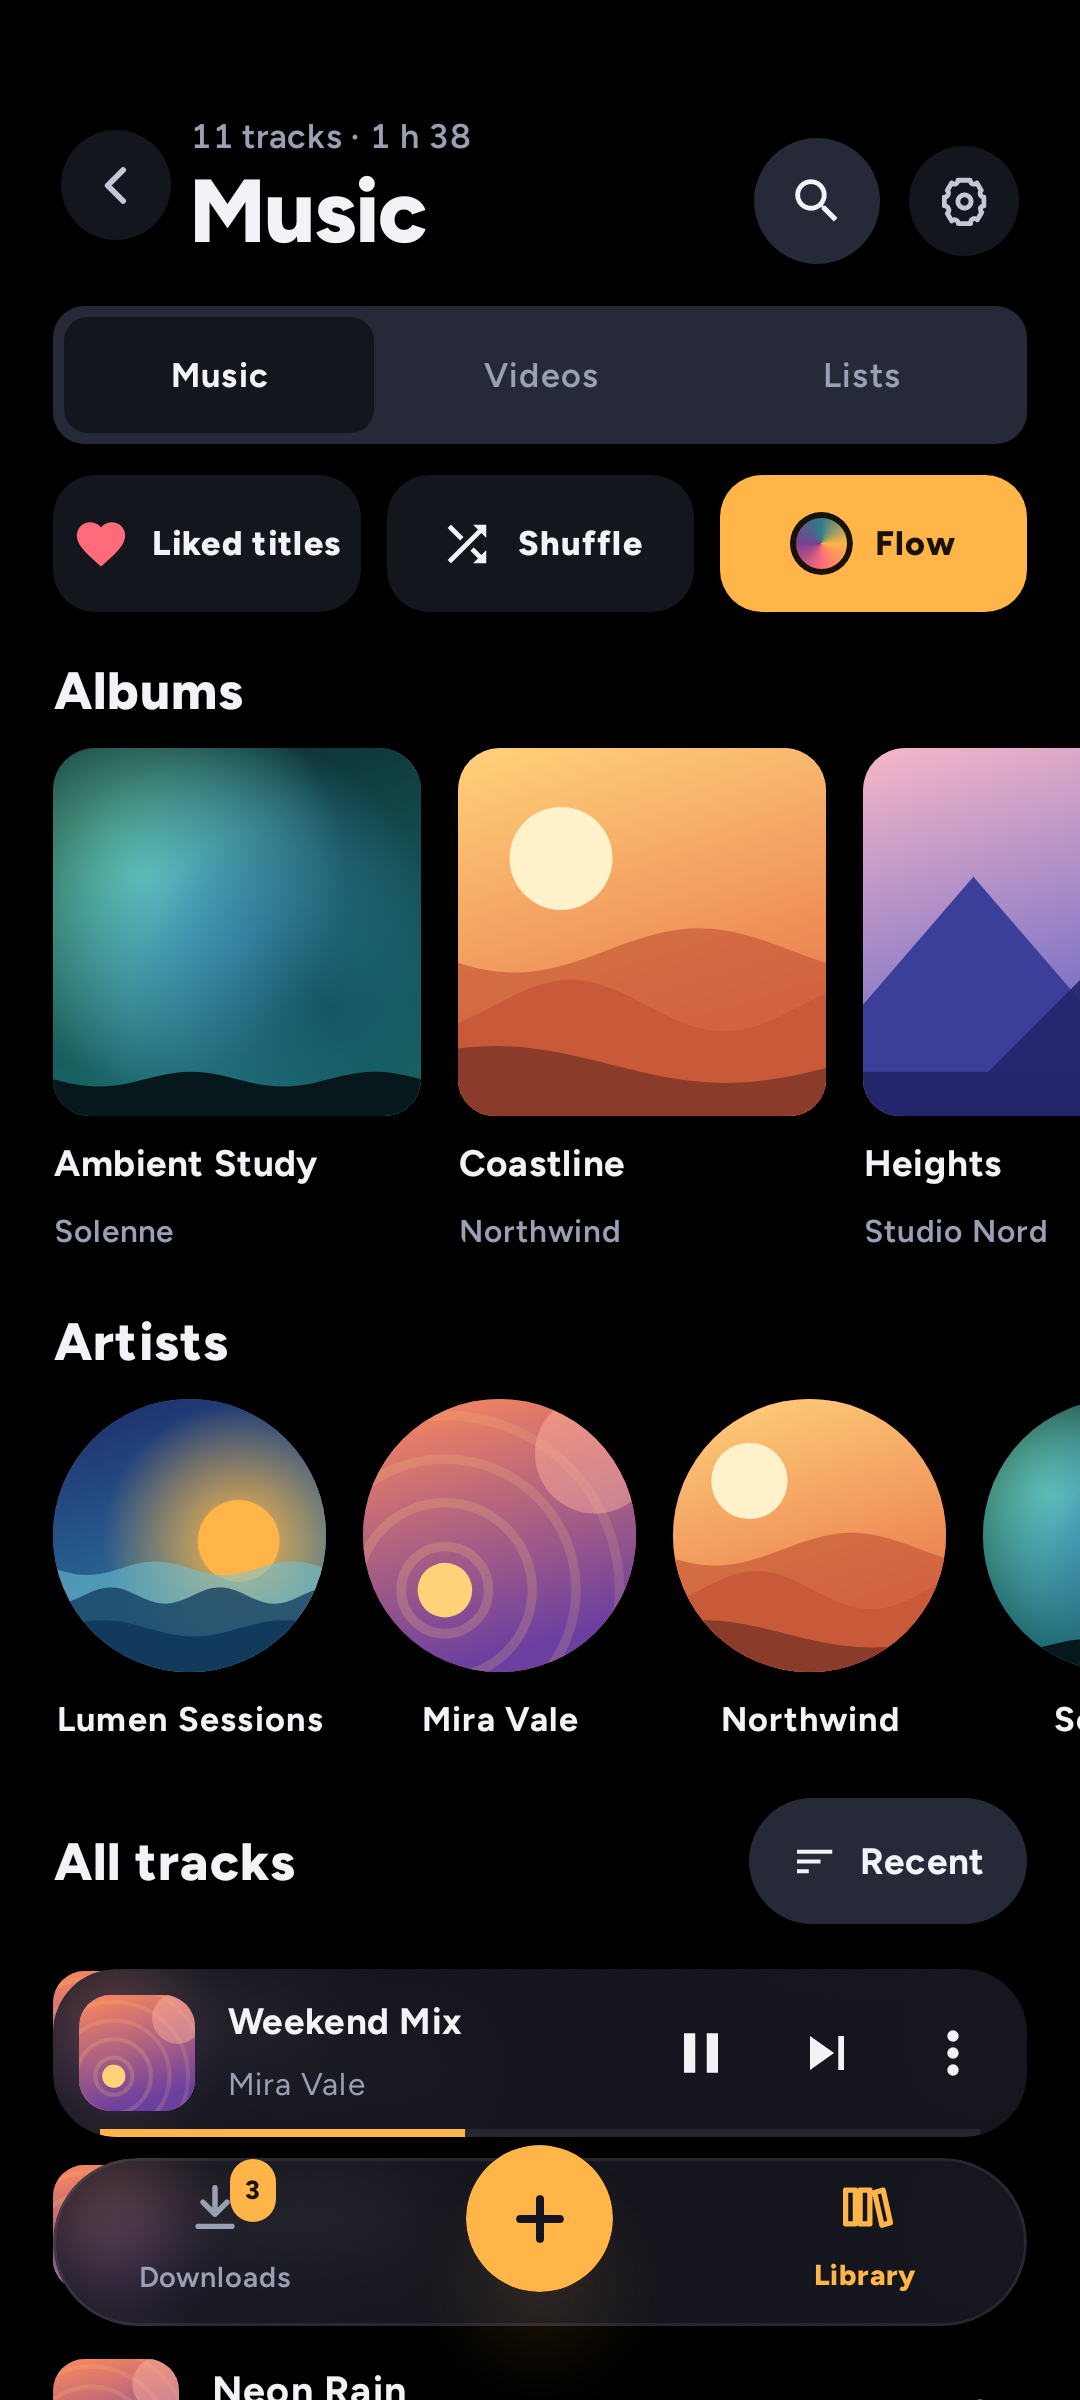 11 tracks · 1 h 38
Music
Music
Videos
Lists
Liked titles
Shuffle
Flow
Albums
Ambient Study
Coastline
Heights
Solenne
Northwind
Studio Nord
Artists
Lumen Sessions
Mira Vale
Northwind
All tracks
Recent
Weekend Mix
Mira Vale
3
Downloads
Library
Neon Rain